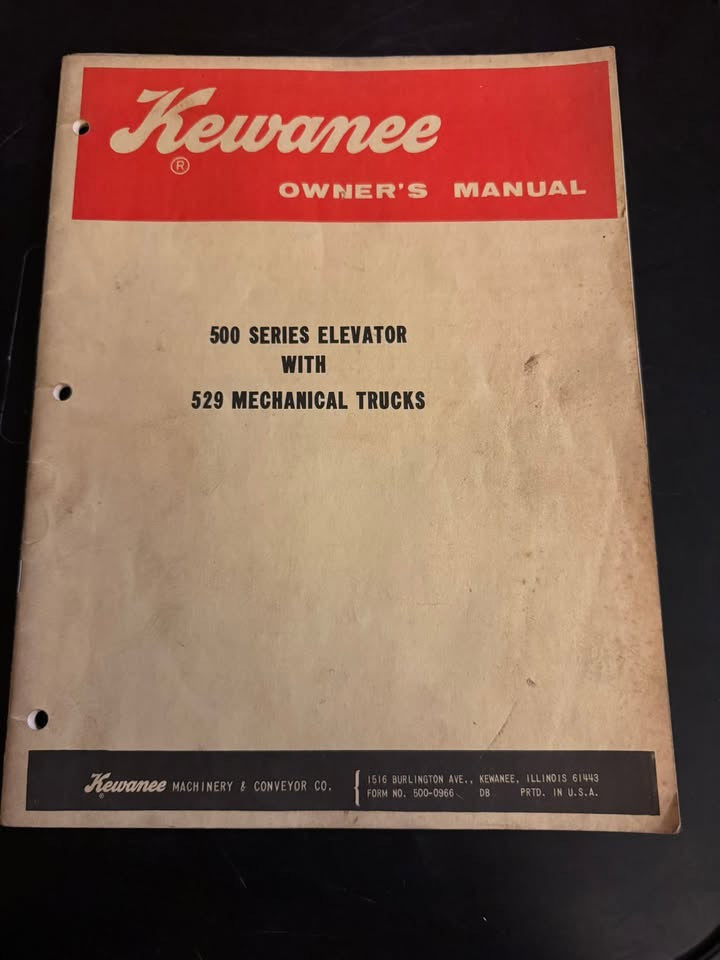 Kewanee
®
OWNER'S MANUAL
500 SERIES ELEVATOR
WITH
529 MECHANICAL TRUCKS
Kewanee® MACHINERY & CONVEYOR CO.
1516 BURLINGTON AVE., KEWANEE, ILLINOIS 61443
FORM NO. 500-0966 DB PRTD. IN U.S.A.